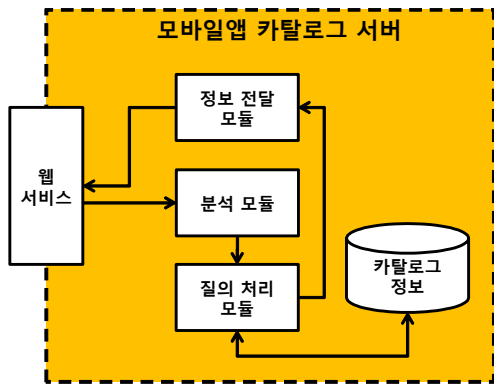 모바일앱 카탈로그 서버
정보 전달
모듈
웹
서비스
분석 모듈
카탈로그
정보
질의 처리
모듈